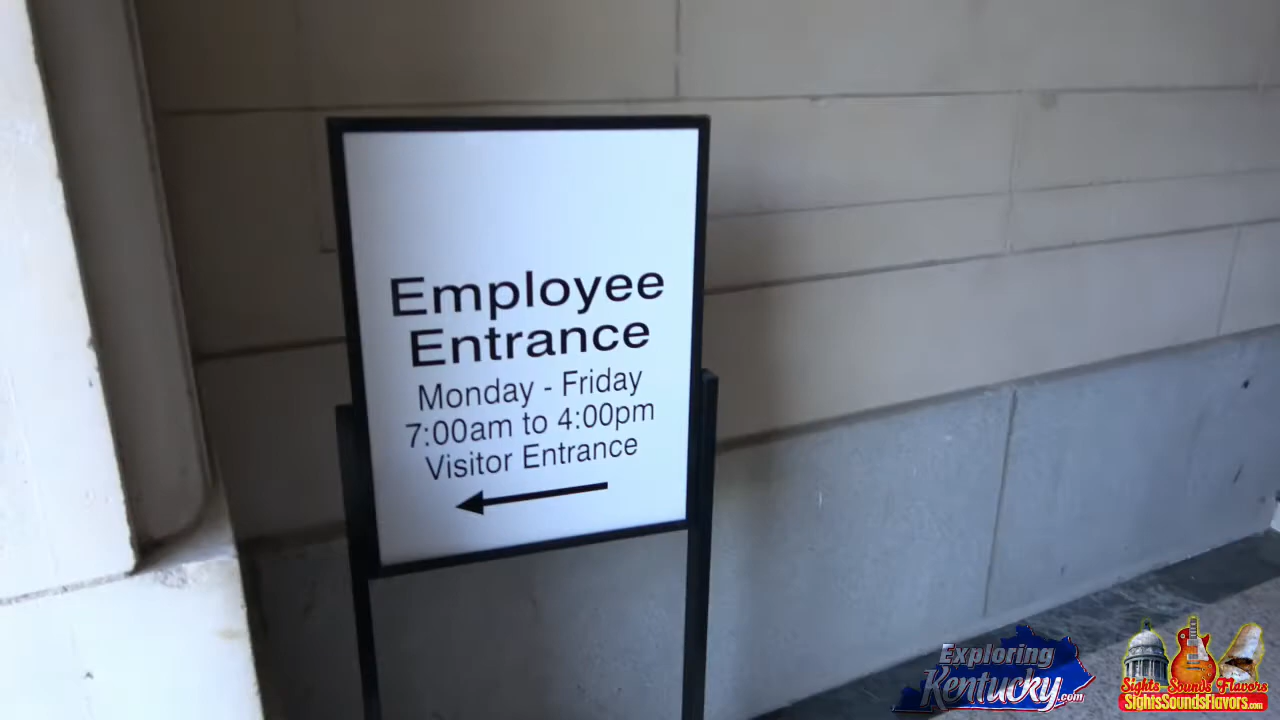 Employee
Entrance
Monday - Friday
7:00am to 4:00pm
Visitor Entrance
Exploring
Kentucky.com
Sights Sounds Flavors
SightsSoundsFlavors.com